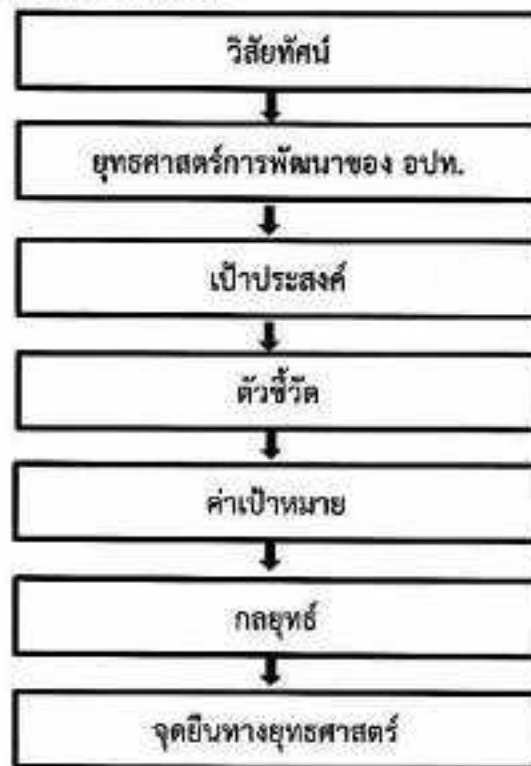 วิสัยทัศน์
ยุทธศาสตร์การพัฒนาของ อปท.
เป้าประสงค์
ตัวชี้วัด
ค่าเป้าหมาย
กลยุทธ์
จุดยืนทางยุทธศาสตร์